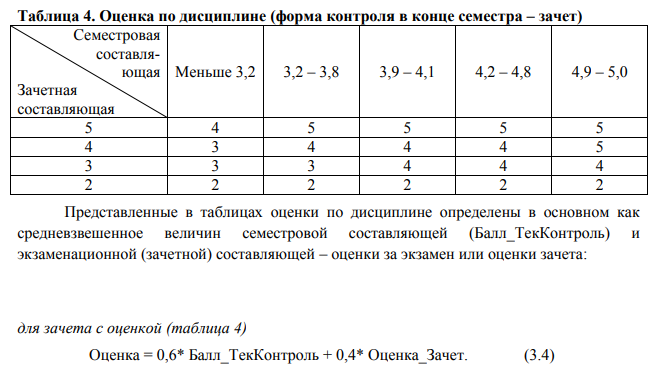 Таблица 4. Оценка по дисциплине (форма контроля в конце семестра – зачет)
Семестровая
составля-
ющая
Зачетная
составляющая
Меньше 3,2
3,2 – 3,8
3,9 – 4,1
4,2 – 4,8
4,9 – 5,0
5 4 5 5 5 5
4 3 4 4 4 5
3 3 3 4 4 4
2 2 2 2 2 2
Представленные в таблицах оценки по дисциплине определены в основном как
средневзвешенное величин семестровой составляющей (Балл_ТекКонтроль) и
экзаменационной (зачетной) составляющей – оценки за экзамен или оценки зачета:
для зачета с оценкой (таблица 4)
Оценка = 0,6* Балл_ТекКонтроль + 0,4* Оценка_Зачет. (3.4)